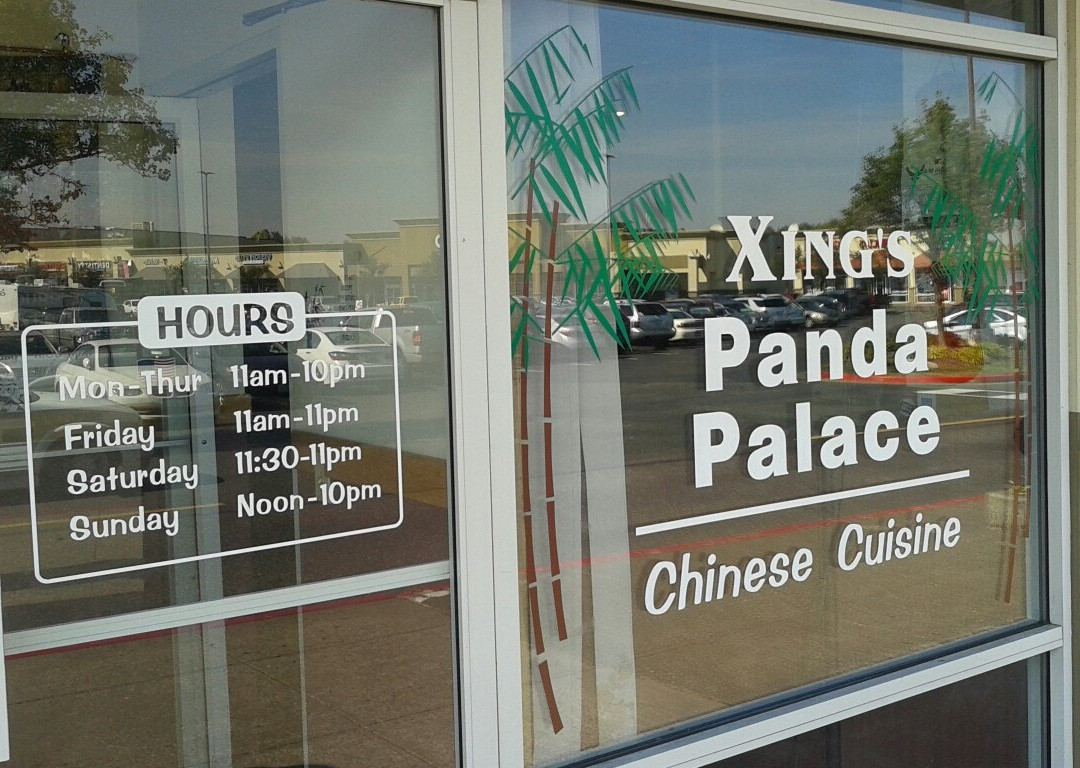 HOURS
Mon-Thur 11am-10pm
Friday 11am-11pm
Saturday 11:30-11pm
Sunday Noon-10pm
XING'S
Panda
Palace
Chinese Cuisine